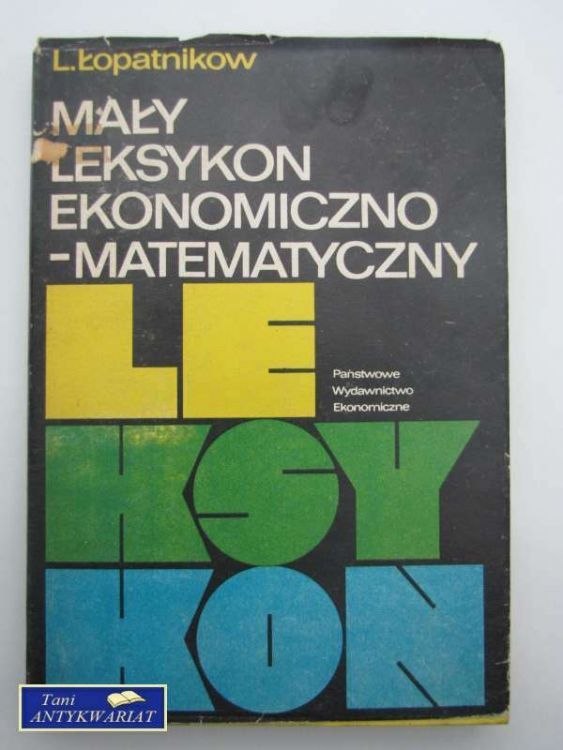 L.Łopatnikow
MAŁY
LEKSYKON
EKONOMICZNO
-MATEMATYCZNY
LE
KSY
KON
Państwowe
Wydawnictwo
Ekonomiczne
Tani
ANTYKWARIAT